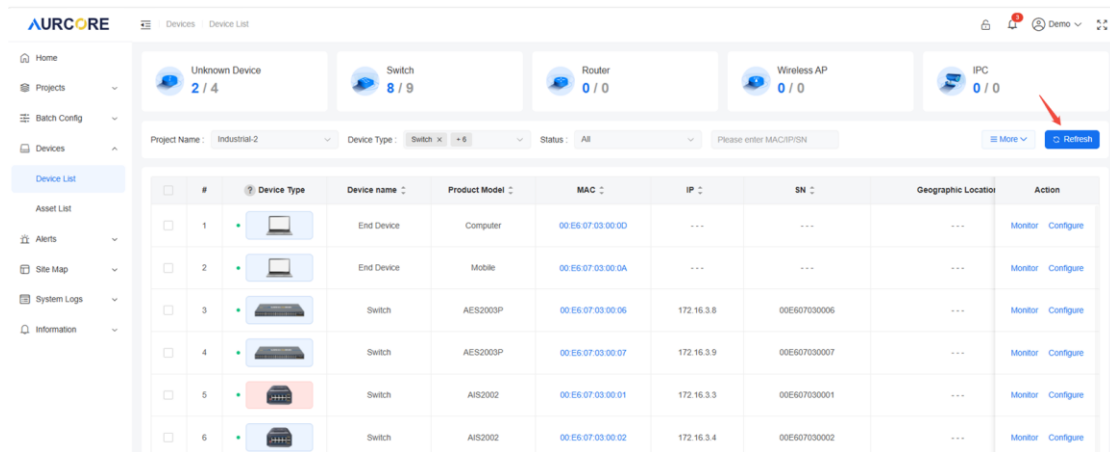 AURCORE
Devices Device List
3
Demo
Home
Projects
Batch Config
Devices
Device List
Asset List
Alerts
Site Map
System Logs
Information
Unknown Device
2 / 4
Switch
8 / 9
Router
0 / 0
Wireless AP
0 / 0
IPC
0 / 0
Project Name : Industrial-2 Device Type : Switch × + 6 Status : All Please enter MAC/IP/SN More Refresh
# ? Device Type Device name Product Model MAC IP SN Geographic Location Action
1 End Device Computer 00:E6:07:03:00:0D - - - - - - - - - Monitor Configure
2 End Device Mobile 00:E6:07:03:00:0A - - - - - - - - - Monitor Configure
3 Switch AES2003P 00:E6:07:03:00:06 172.16.3.8 00E607030006 - - - Monitor Configure
4 Switch AES2003P 00:E6:07:03:00:07 172.16.3.9 00E607030007 - - - Monitor Configure
5 Switch AIS2002 00:E6:07:03:00:01 172.16.3.3 00E607030001 - - - Monitor Configure
6 Switch AIS2002 00:E6:07:03:00:02 172.16.3.4 00E607030002 - - - Monitor Configure